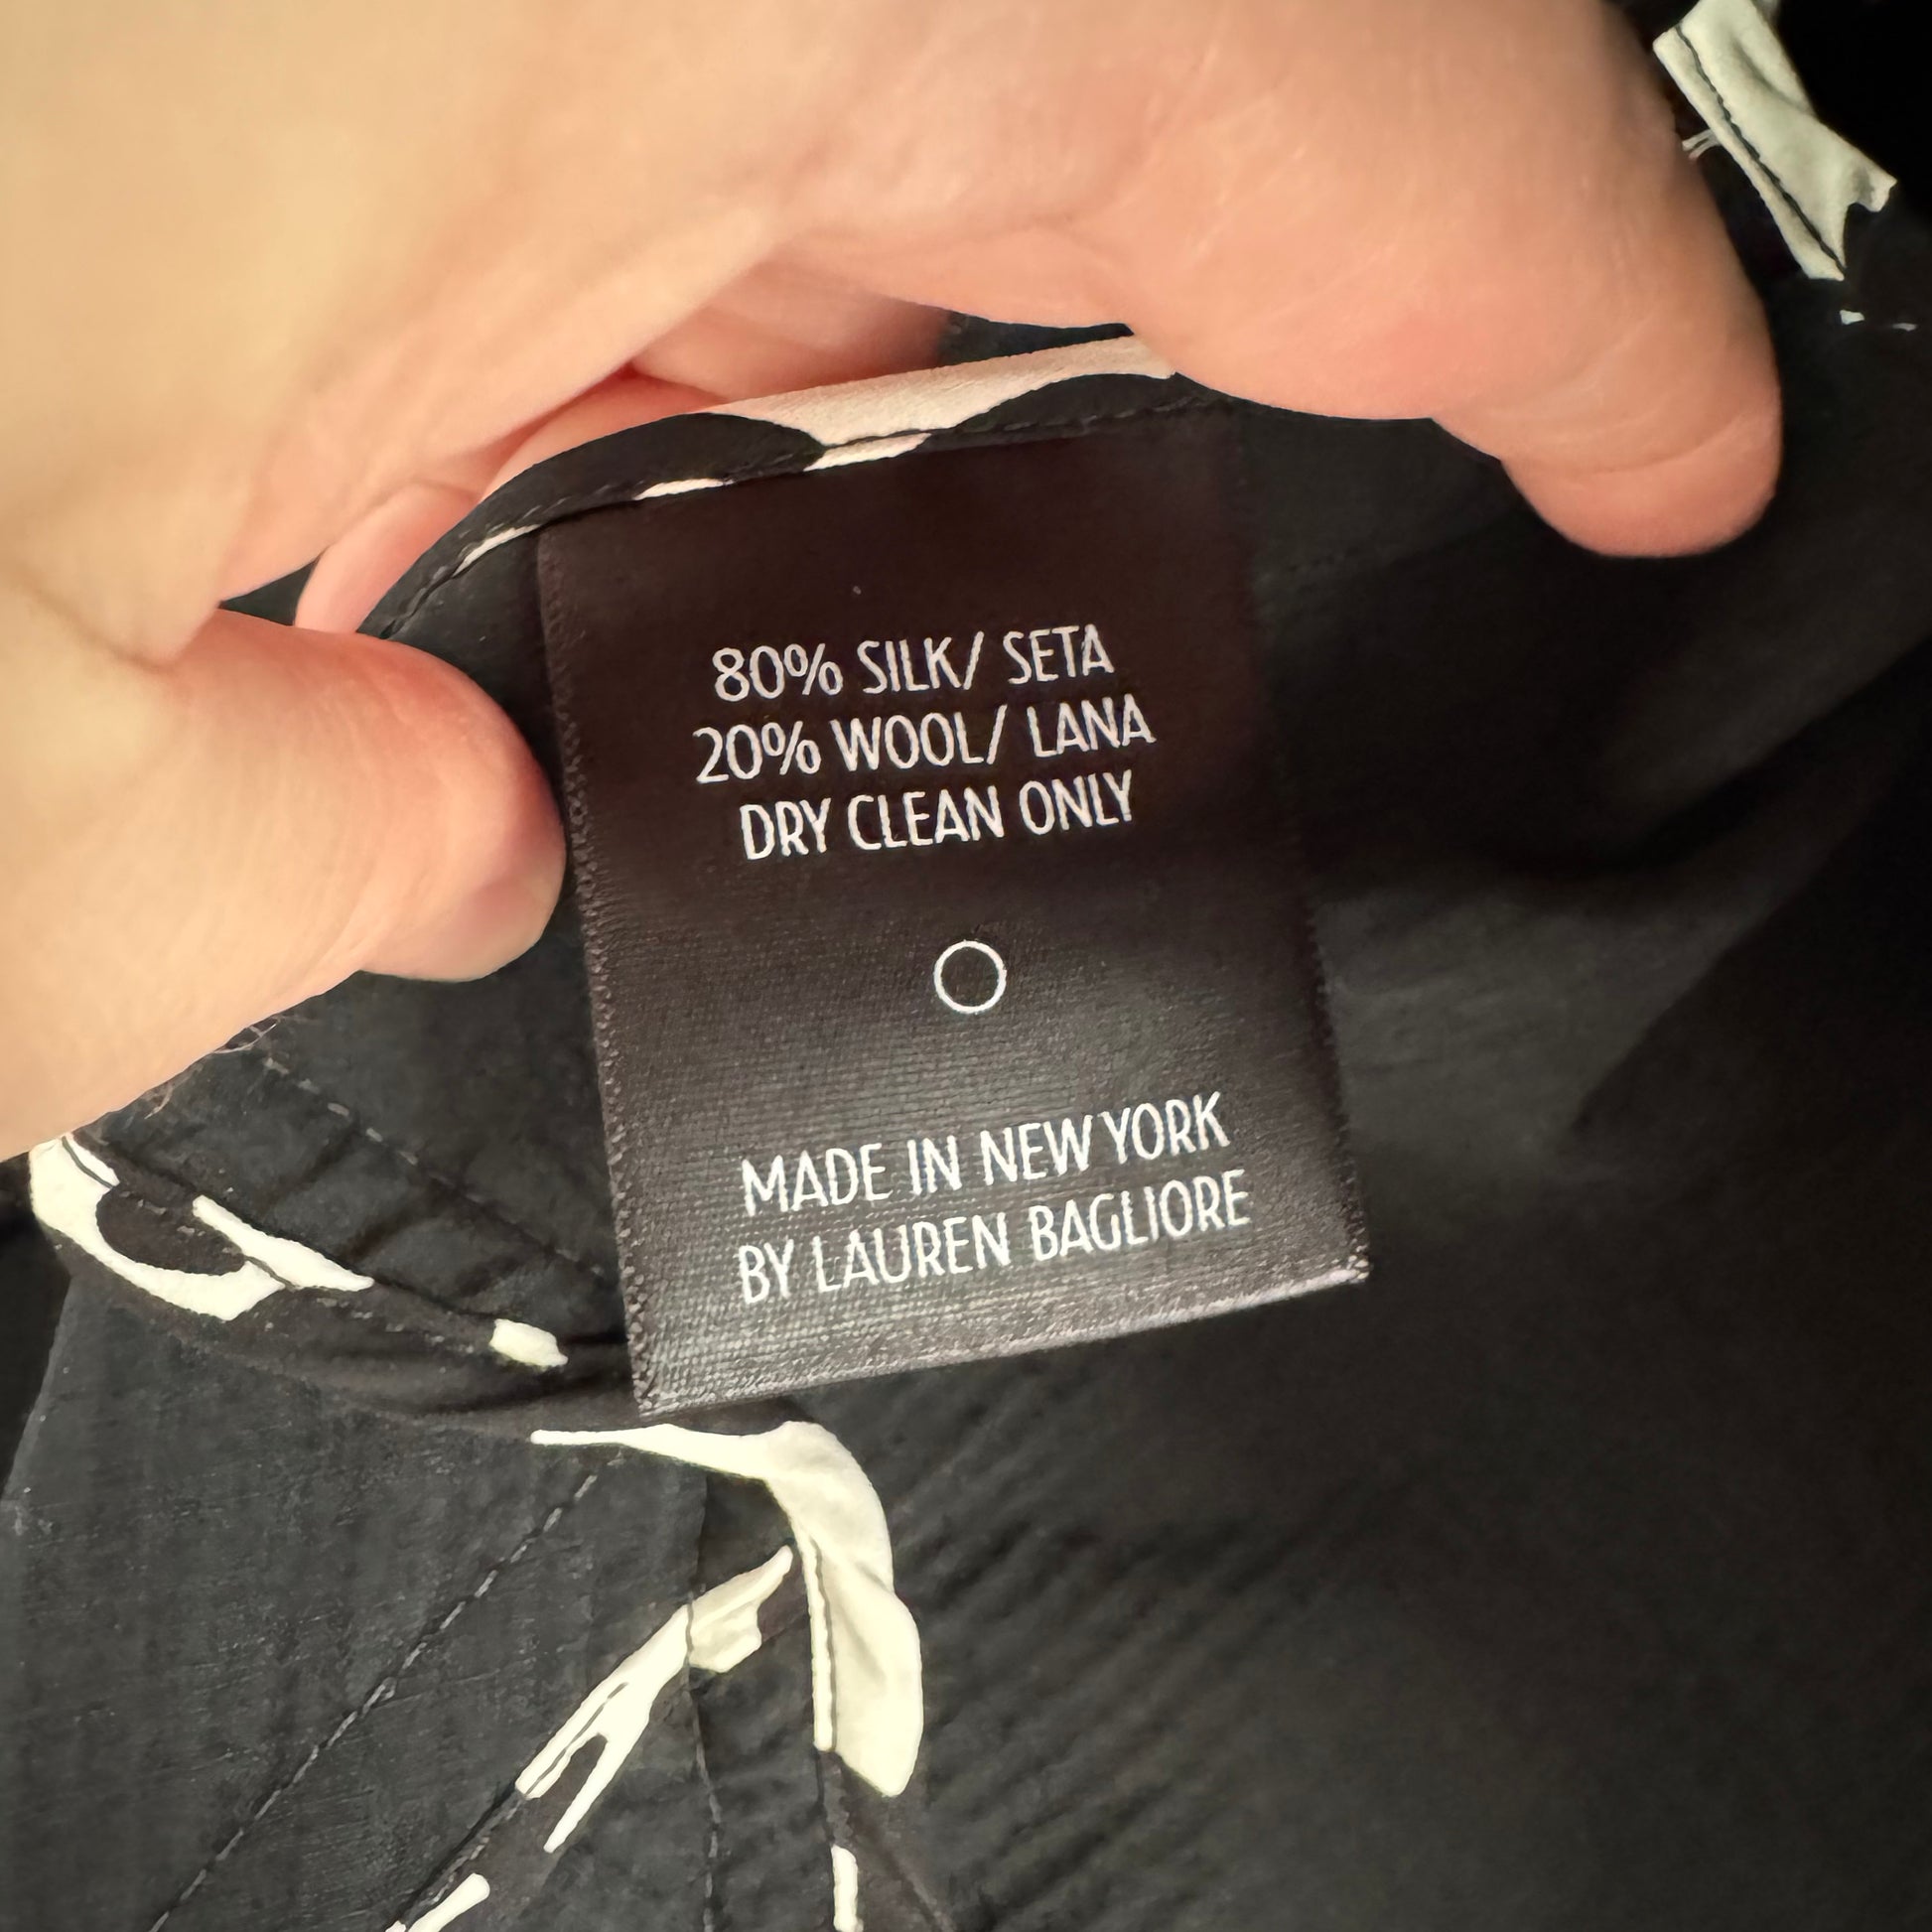 80% SILK/ SETA
20% WOOL/ LANA
DRY CLEAN ONLY
MADE IN NEW YORK
BY LAUREN BAGLIORE